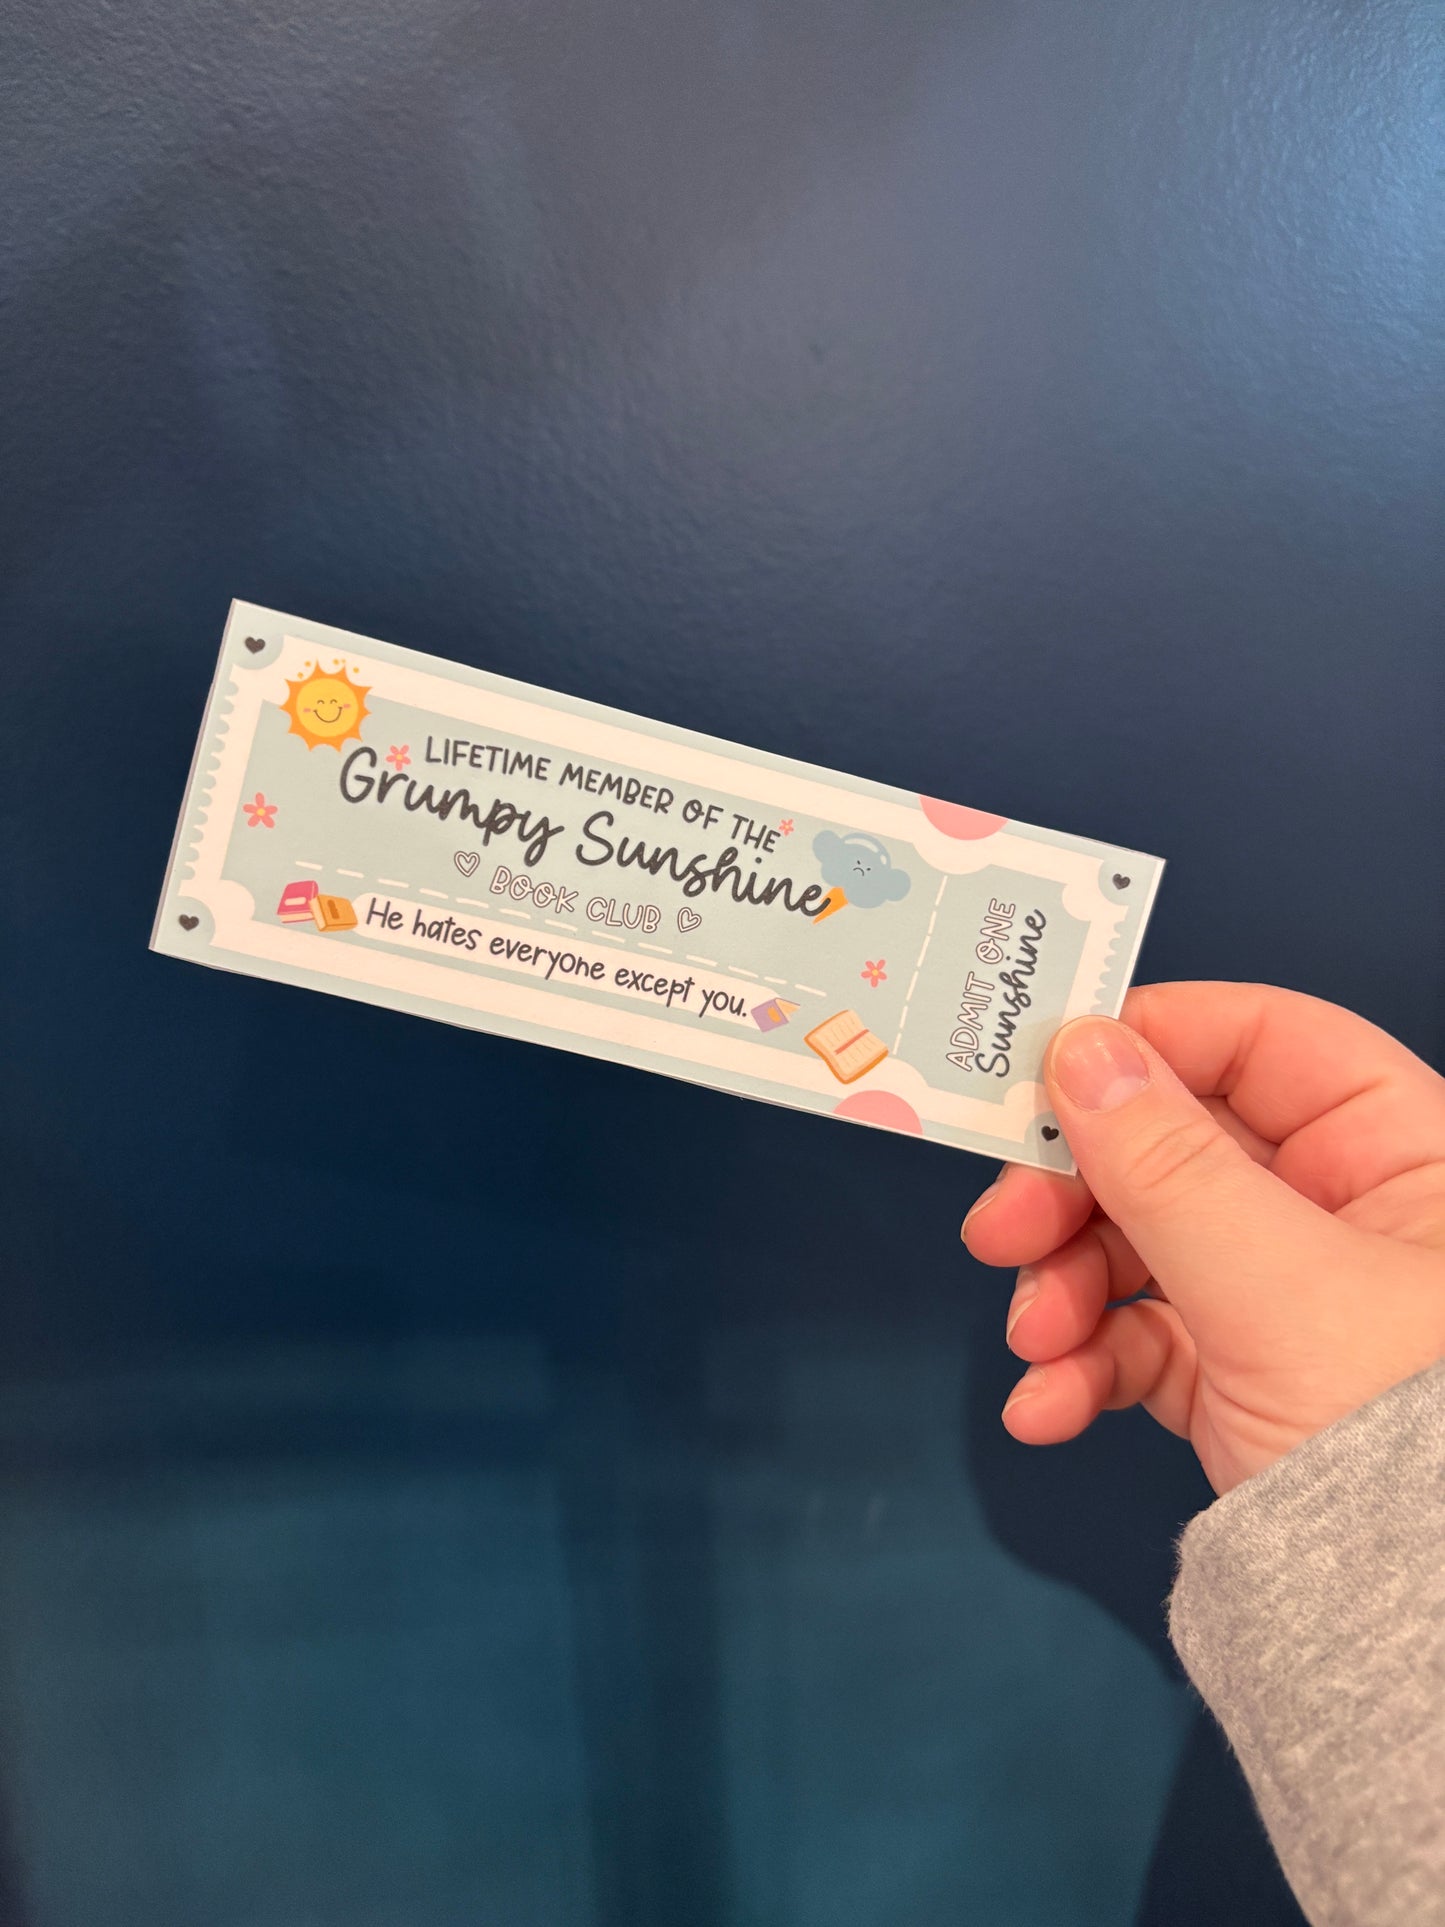 LIFETIME MEMBER OF THE
Grumpy Sunshine
BOOK CLUB
He hates everyone except you.
ADMIT ONE
Sunshine